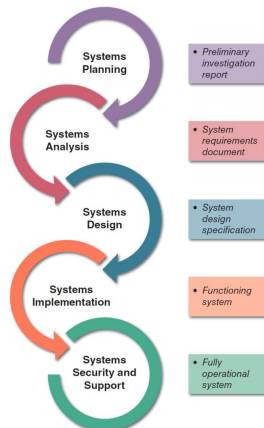 Systems
Planning
• Preliminary
investigation
report
Systems
Analysis
• System
requirements
document
Systems
Design
• System
design
specification
Systems
Implementation
• Functioning
system
Systems
Security and
Support
• Fully
operational
system